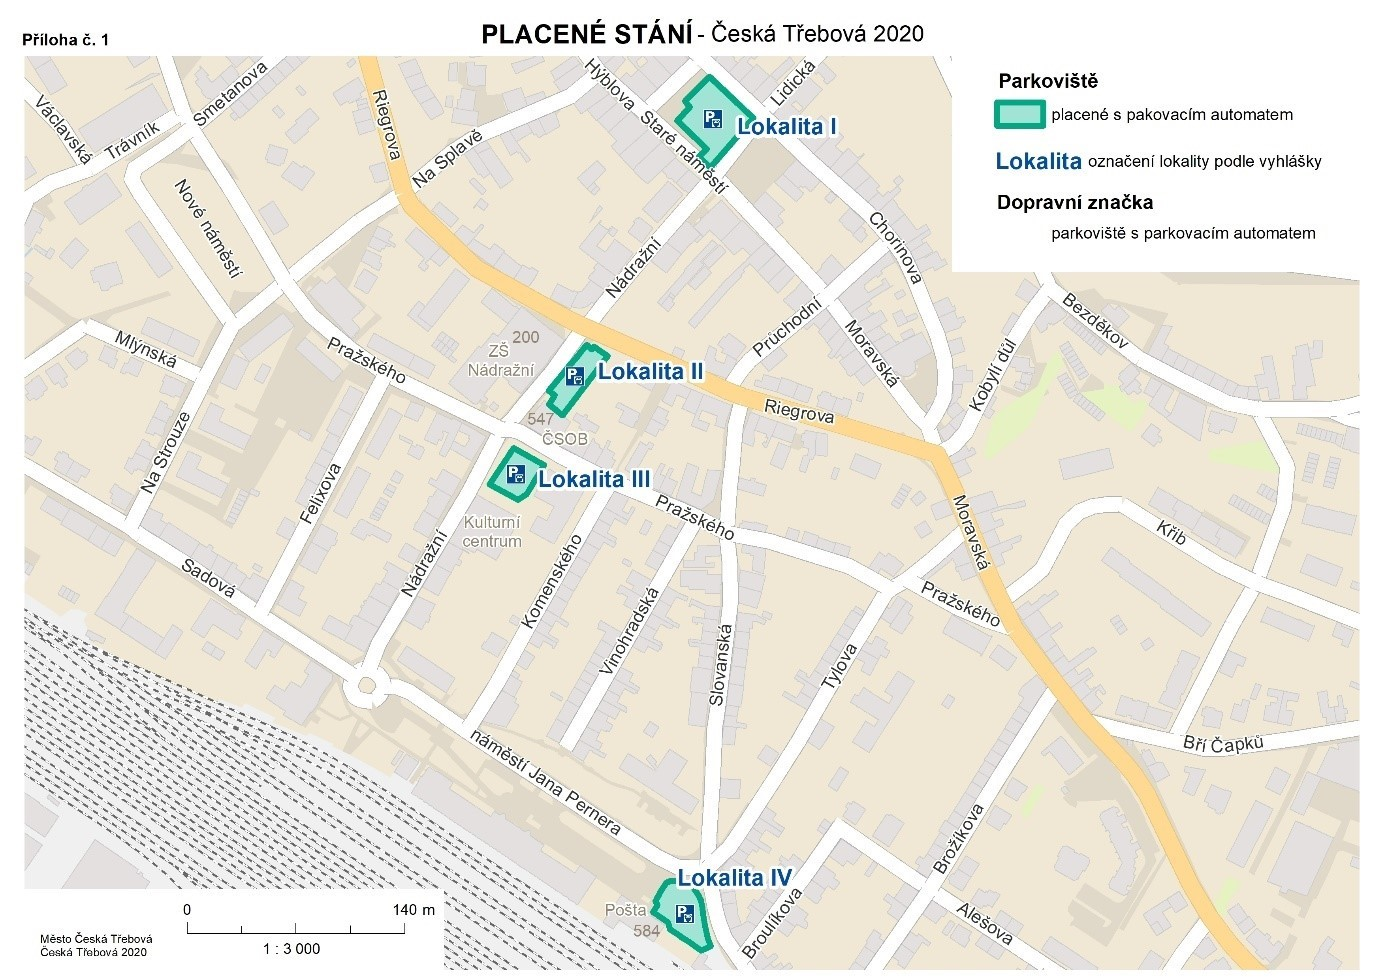 Příloha č. 1
PLACENÉ STÁNÍ - Česká Třebová 2020
Parkoviště
placené s pakovacím automatem
Lokalita označení lokality podle vyhlášky
Dopravní značka
parkoviště s parkovacím automatem
Václavská
Trávník
Smetanova
Riegrova
Na Splavě
Hýblova
Staré náměstí
Lidická
P
Lokalita I
Nové náměstí
Nádražní
Chorinova
Průchodní
Moravská
Bezděkov
Kobylí důl
Mlýnská
Pražského
200
ZŠ
Nádražní
P
Lokalita II
Riegrova
547
ČSOB
Na Strouze
Felixova
P
Lokalita III
Kulturní
centrum
Pražského
Moravská
Křib
Sadová
Nádražní
Komenského
Vinohradská
Slovanská
Tylova
Pražského
Bří Čapků
náměstí Jana Pernera
Brožíkova
Lokalita IV
P
Pošta
584
Broulíkova
Alešova
0 140 m
1 : 3 000
Město Česká Třebová
Česká Třebová 2020